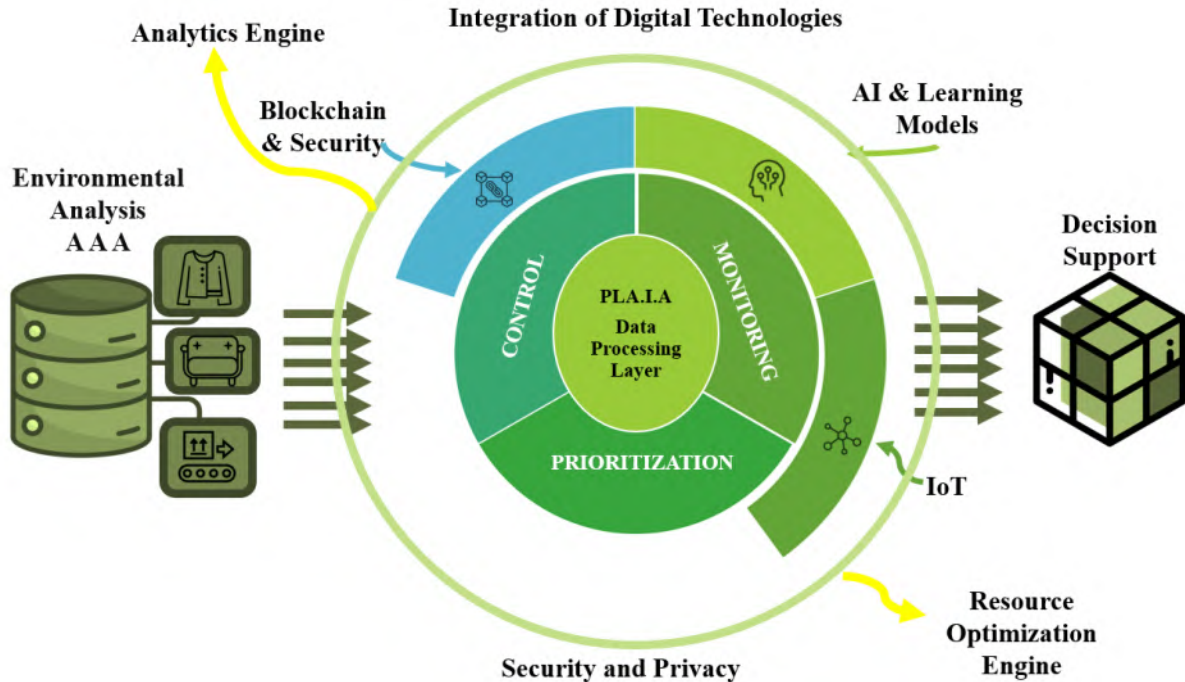 Integration of Digital Technologies
Analytics Engine
Blockchain
& Security
AI & Learning
Models
Environmental
Analysis
A A A
Decision
Support
CONTROL
MONITORING
PLA.I.A
Data
Processing
Layer
PRIORITIZATION
IoT
Resource
Optimization
Engine
Security and Privacy